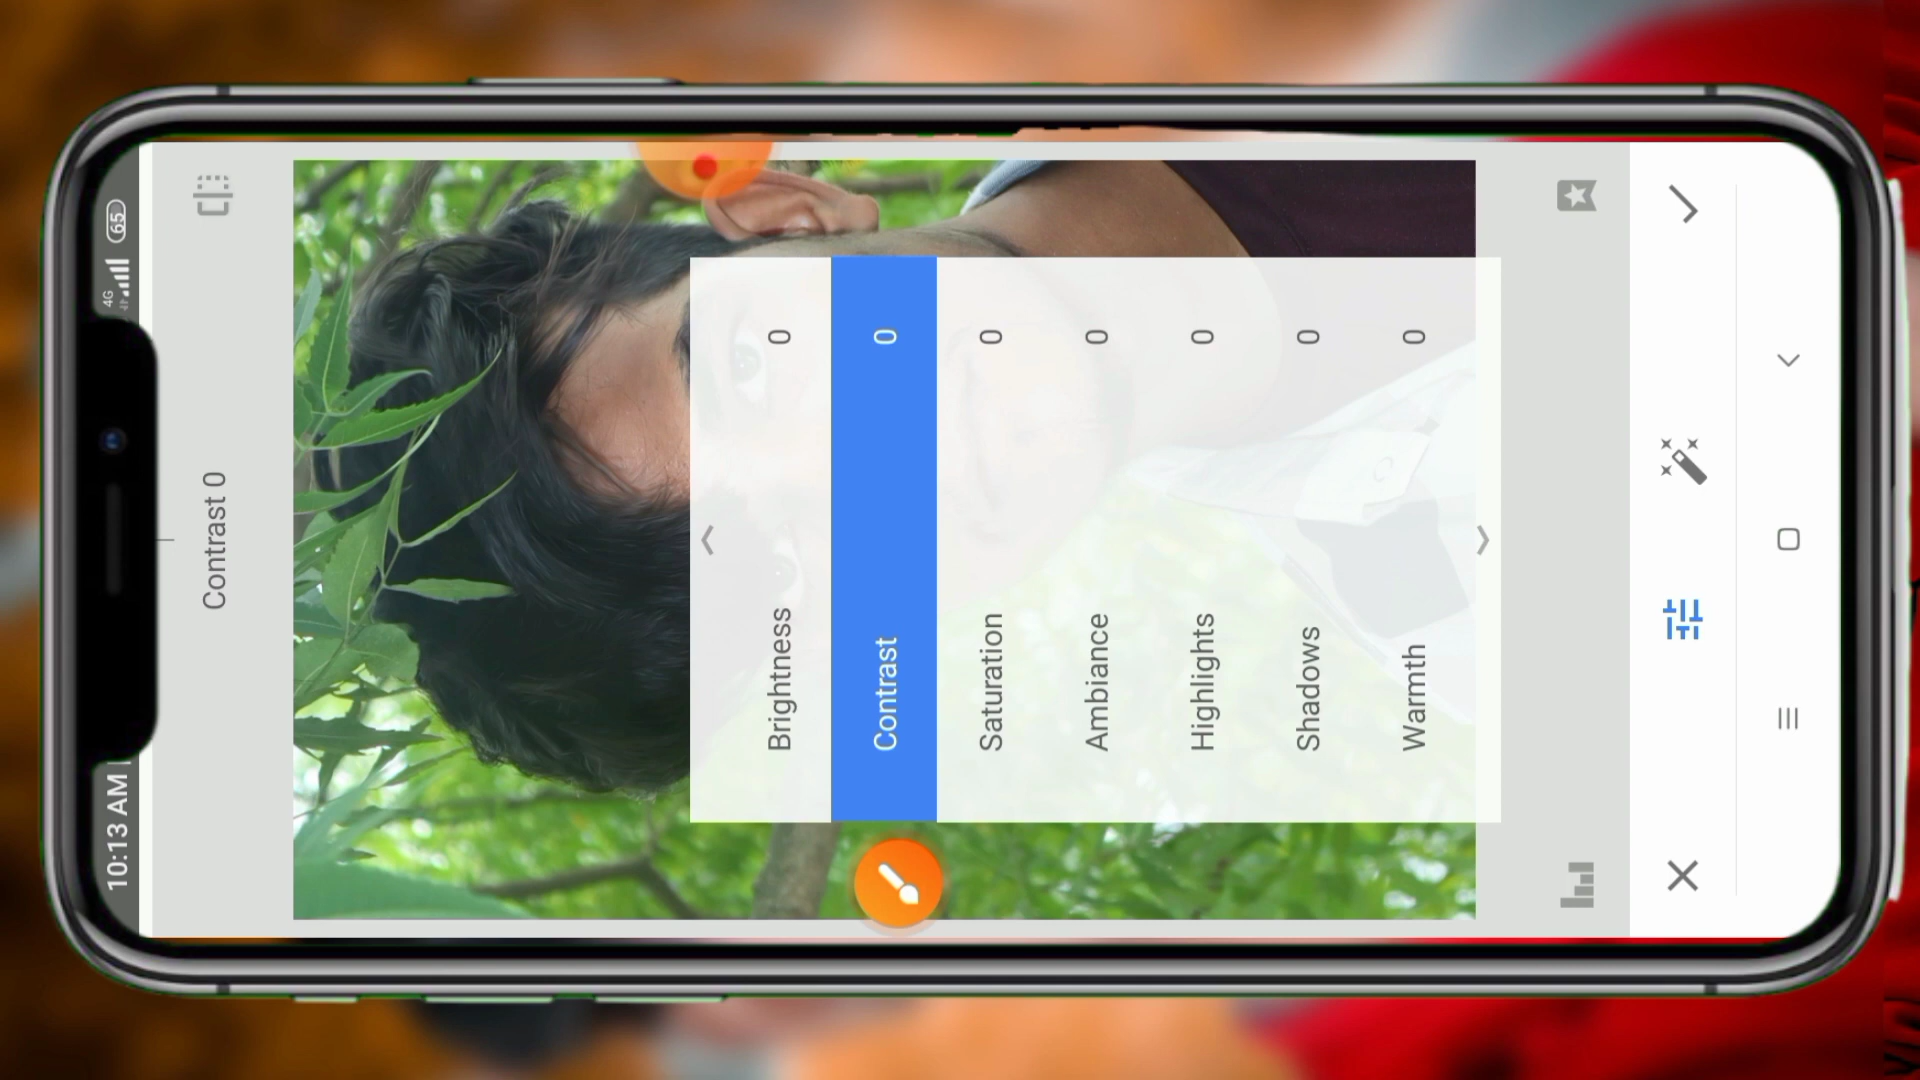 10:13 AM
4G
65
Contrast 0
Brightness 0
Contrast 0
Saturation 0
Ambiance 0
Highlights 0
Shadows 0
Warmth 0